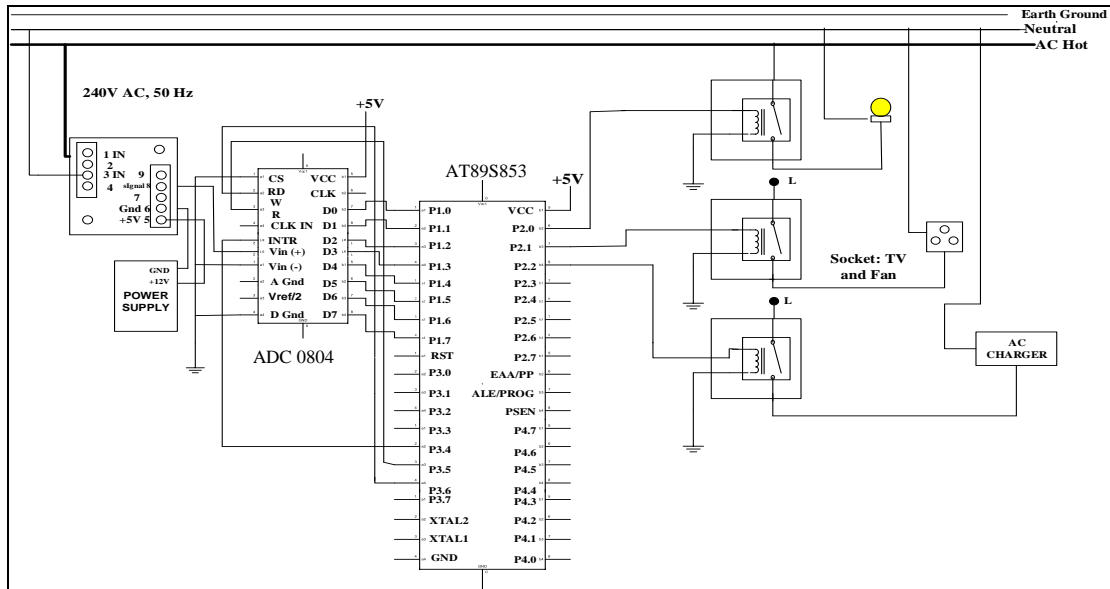 Earth Ground
Neutral
AC Hot
240V AC, 50 Hz
1 IN
2
3 IN
4
9
signal 8
7
Gnd 6
+5V 5
GND
+12V
POWER
SUPPLY
+5V
CS
RD
W
R
CLK IN
INTR
Vin (+)
Vin (-)
A Gnd
Vref/2
D Gnd
VCC
CLK
D0
D1
D2
D3
D4
D5
D6
D7
ADC 0804
AT89S853
+5V
P1.0
P1.1
P1.2
P1.3
P1.4
P1.5
P1.6
P1.7
RST
P3.0
P3.1
P3.2
P3.3
P3.4
P3.5
P3.6
P3.7
XTAL2
XTAL1
GND
VCC
P2.0
P2.1
P2.2
P2.3
P2.4
P2.5
P2.6
P2.7
EAA/PP
ALE/PROG
PSEN
P4.7
P4.6
P4.5
P4.4
P4.3
P4.2
P4.1
P4.0
L
Socket: TV
and Fan
L
AC
CHARGER